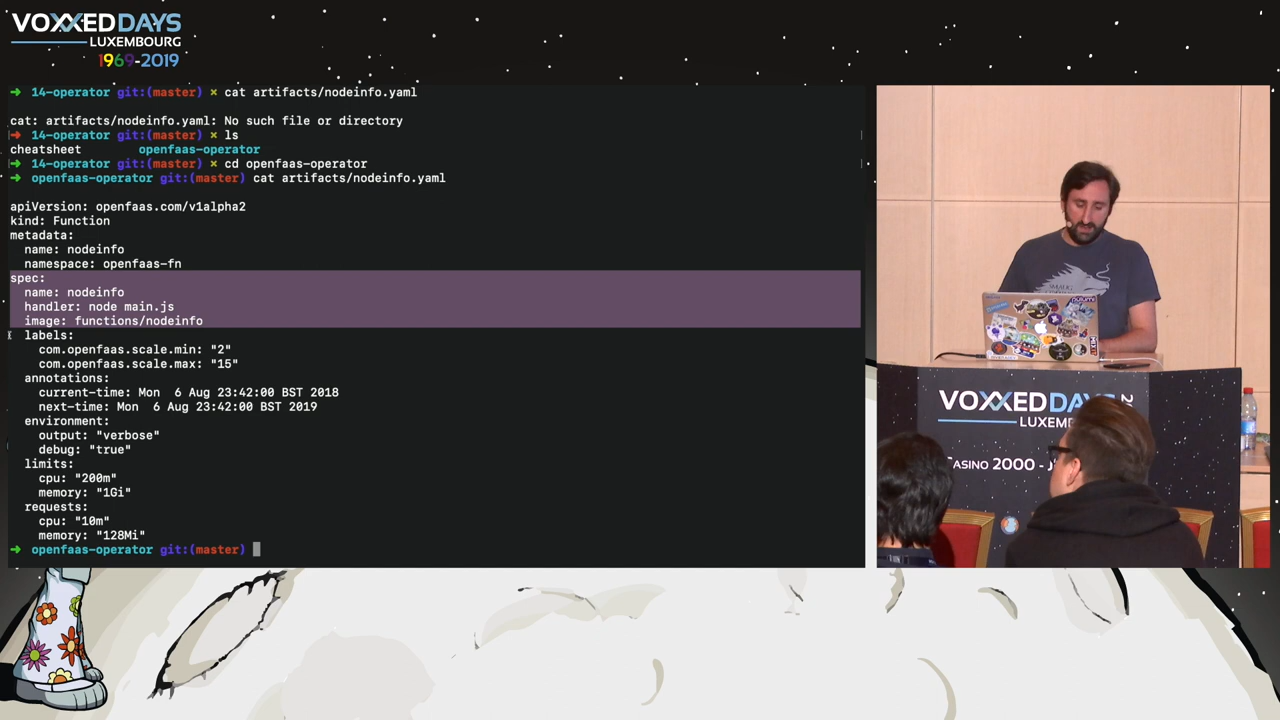 VOXXED DAYS
LUXEMBOURG
1969-2019
➜ 14-operator git:(master) ✗ cat artifacts/nodeinfo.yaml
cat: artifacts/nodeinfo.yaml: No such file or directory
➜ 14-operator git:(master) ✗ ls
cheatsheet openfaas-operator
➜ 14-operator git:(master) ✗ cd openfaas-operator
➜ openfaas-operator git:(master) cat artifacts/nodeinfo.yaml
apiVersion: openfaas.com/v1alpha2
kind: Function
metadata:
  name: nodeinfo
  namespace: openfaas-fn
spec:
  name: nodeinfo
  handler: node main.js
  image: functions/nodeinfo
  labels:
    com.openfaas.scale.min: "2"
    com.openfaas.scale.max: "15"
  annotations:
    current-time: Mon  6 Aug 23:42:00 BST 2018
    next-time: Mon  6 Aug 23:42:00 BST 2019
  environment:
    output: "verbose"
    debug: "true"
  limits:
    cpu: "200m"
    memory: "1Gi"
  requests:
    cpu: "10m"
    memory: "128Mi"
➜ openfaas-operator git:(master)
VOXXED DAYS
LUXEMB
ASINO 2000 - J